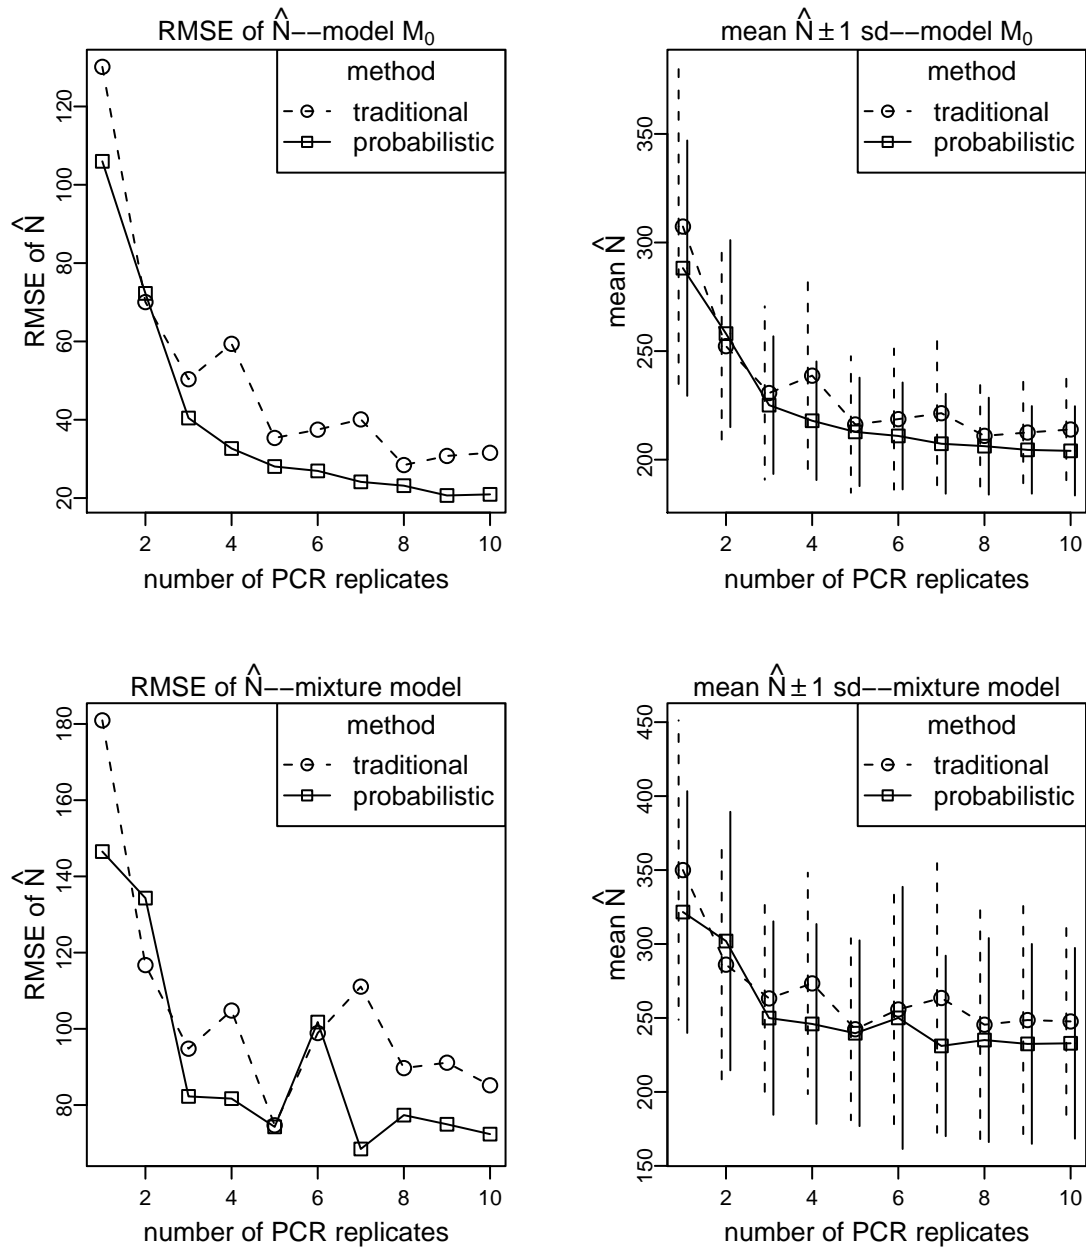 RMSE of N̂−−model M₀
method
traditional
probabilistic
RMSE of N̂
20 40 60 80 100 120
2 4 6 8 10
number of PCR replicates
mean N̂ ± 1 sd−−model M₀
method
traditional
probabilistic
mean N̂
200 250 300 350
2 4 6 8 10
number of PCR replicates
RMSE of N̂−−mixture model
method
traditional
probabilistic
RMSE of N̂
80 100 120 140 160 180
2 4 6 8 10
number of PCR replicates
mean N̂ ± 1 sd−−mixture model
method
traditional
probabilistic
mean N̂
150 200 250 300 350 400 450
2 4 6 8 10
number of PCR replicates